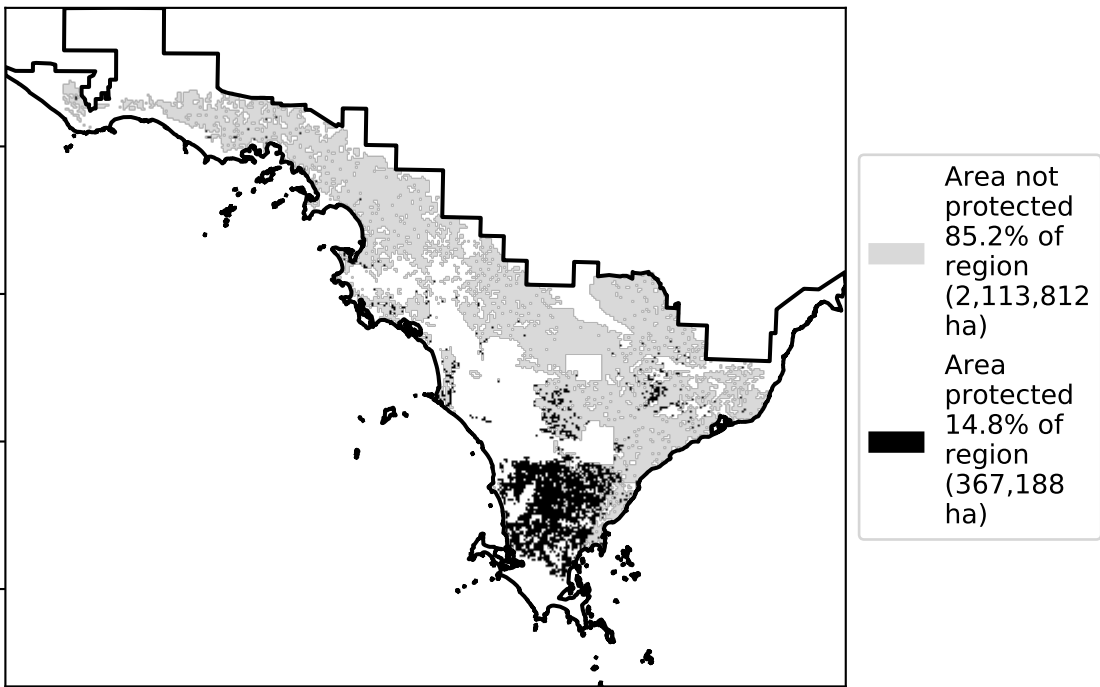 Area not
protected
85.2% of
region
(2,113,812
ha)
Area
protected
14.8% of
region
(367,188
ha)